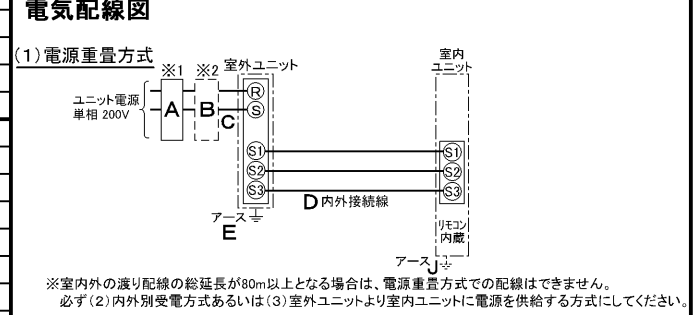 電気配線図
(1)電源重畳方式
※1 ※2 室外ユニット
室内
ユニット
ユニット電源
単相 200V
A B C
R
S
S1 S1
S2 S2
S3 S3
D 内外接続線
アース
E
リモコン
内蔵
アース J
※室内外の渡り配線の総延長が80m以上となる場合は、電源重畳方式での配線はできません。
必ず(2)内外別受電方式あるいは(3)室外ユニットより室内ユニットに電源を供給する方式にしてください。